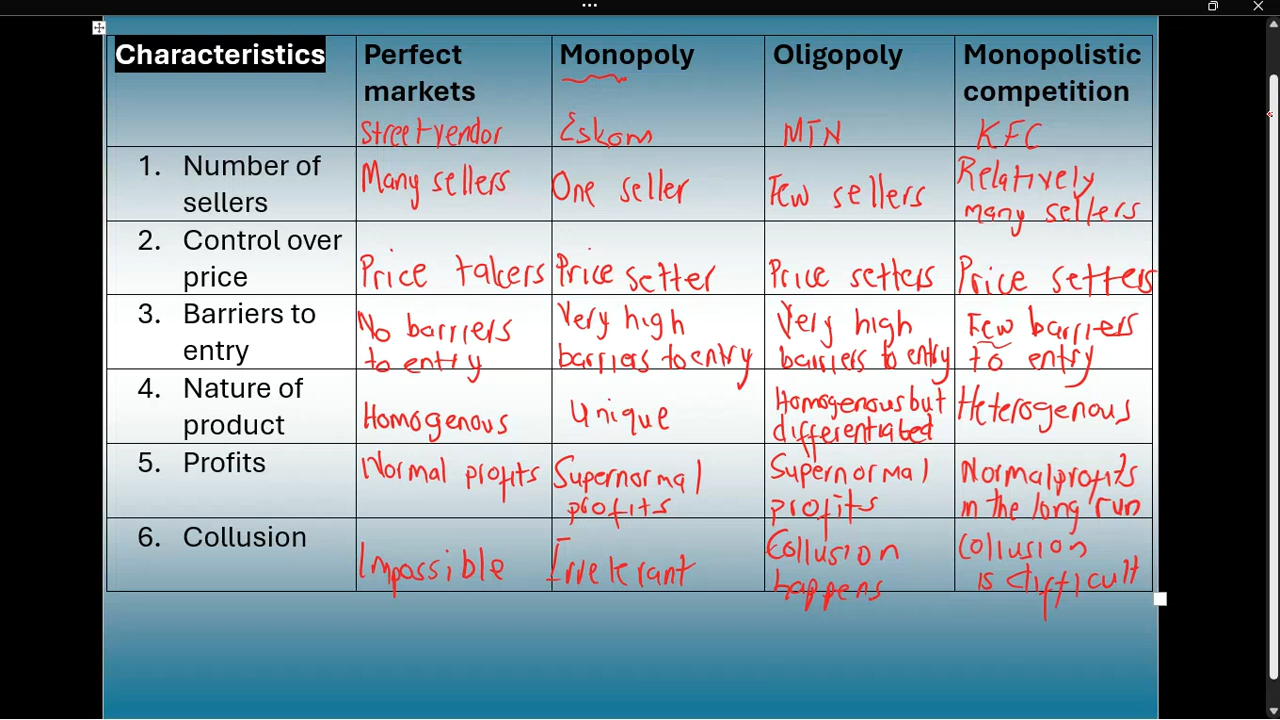 Characteristics
Perfect
markets
Street vendor
Monopoly
Eskom
Oligopoly
MTN
Monopolistic
competition
KFC
1. Number of
sellers
Many sellers
One seller
Few sellers
Relatively
many sellers
2. Control over
price
Price takers
Price setter
Price setters
Price setters
3. Barriers to
entry
No barriers
to entry
Very high
barriers to entry
Very high
barriers to entry
Few barriers
to entry
4. Nature of
product
Homogenous
Unique
Homogenous but
differentiated
Heterogenous
5. Profits
Normal profits
Supernormal
profits
Supernormal
profits
Normal profits
in the long run
6. Collusion
Impossible
Irrelerant
Collusion
happens
Collusion
is difficult